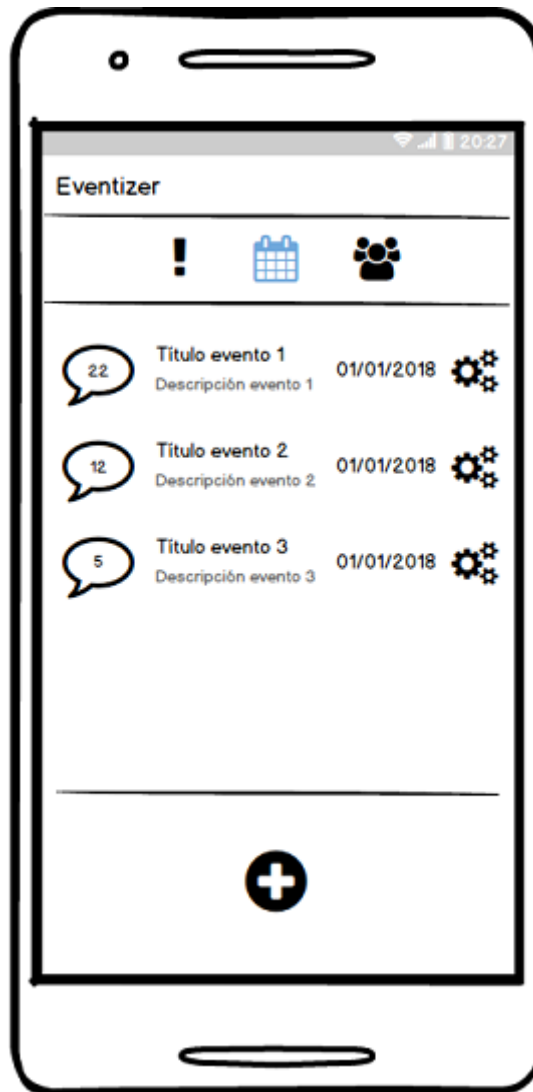 20:27
Eventizer
22
Título evento 1
Descripción evento 1
01/01/2018
12
Título evento 2
Descripción evento 2
01/01/2018
5
Título evento 3
Descripción evento 3
01/01/2018